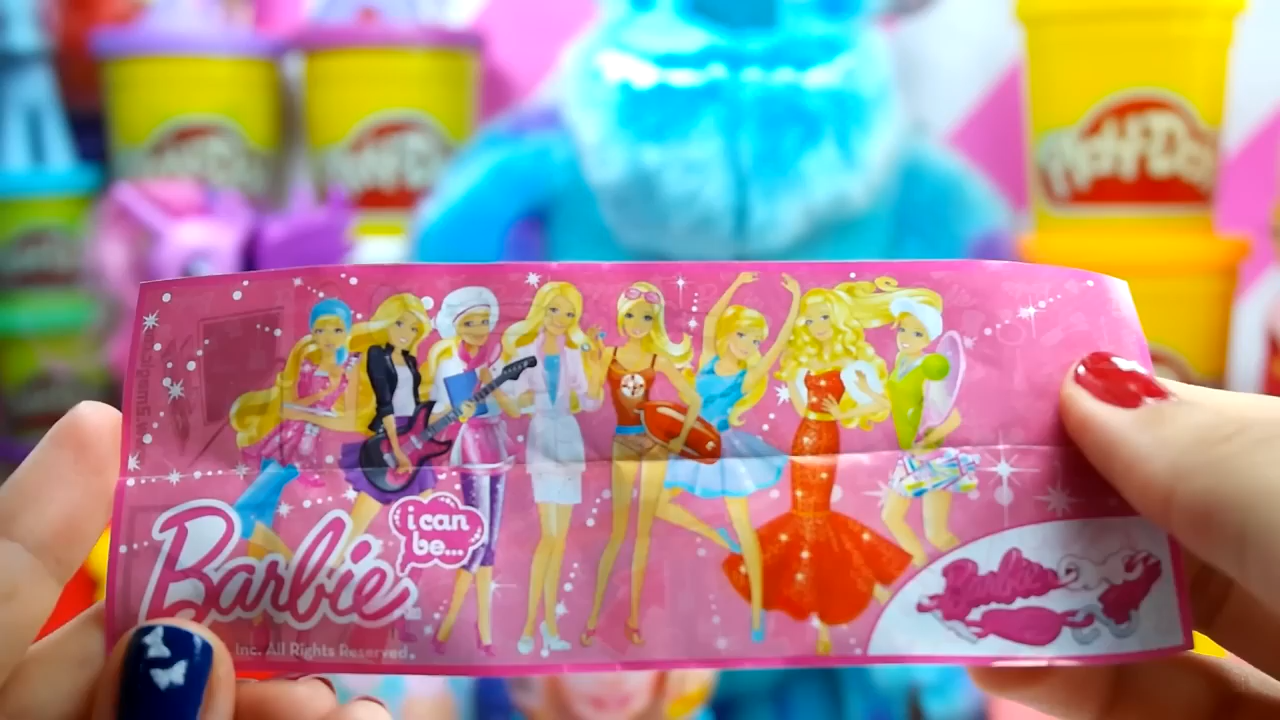 Play-Doh
Barbie
i can
be...
Inc. All Rights Reserved.